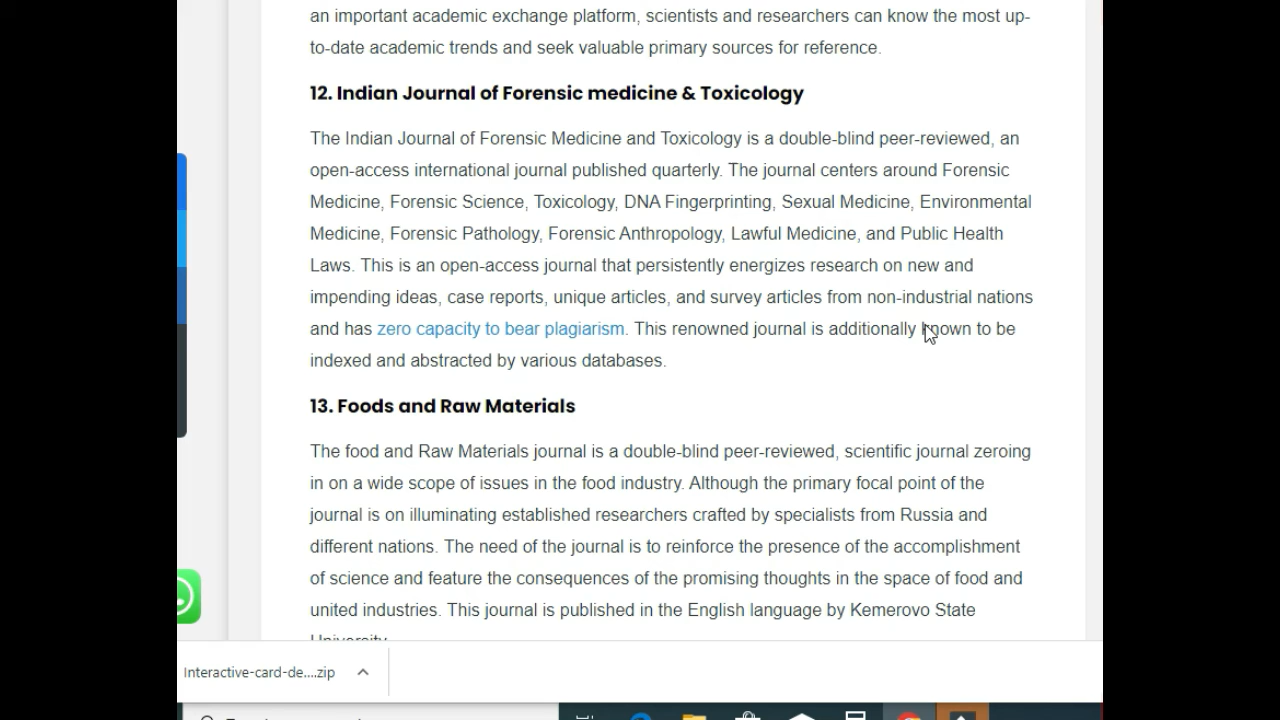 an important academic exchange platform, scientists and researchers can know the most up-
to-date academic trends and seek valuable primary sources for reference.
12. Indian Journal of Forensic medicine & Toxicology
The Indian Journal of Forensic Medicine and Toxicology is a double-blind peer-reviewed, an
open-access international journal published quarterly. The journal centers around Forensic
Medicine, Forensic Science, Toxicology, DNA Fingerprinting, Sexual Medicine, Environmental
Medicine, Forensic Pathology, Forensic Anthropology, Lawful Medicine, and Public Health
Laws. This is an open-access journal that persistently energizes research on new and
impending ideas, case reports, unique articles, and survey articles from non-industrial nations
and has zero capacity to bear plagiarism. This renowned journal is additionally known to be
indexed and abstracted by various databases.
13. Foods and Raw Materials
The food and Raw Materials journal is a double-blind peer-reviewed, scientific journal zeroing
in on a wide scope of issues in the food industry. Although the primary focal point of the
journal is on illuminating established researchers crafted by specialists from Russia and
different nations. The need of the journal is to reinforce the presence of the accomplishment
of science and feature the consequences of the promising thoughts in the space of food and
united industries. This journal is published in the English language by Kemerovo State
University.
Interactive-card-de....zip